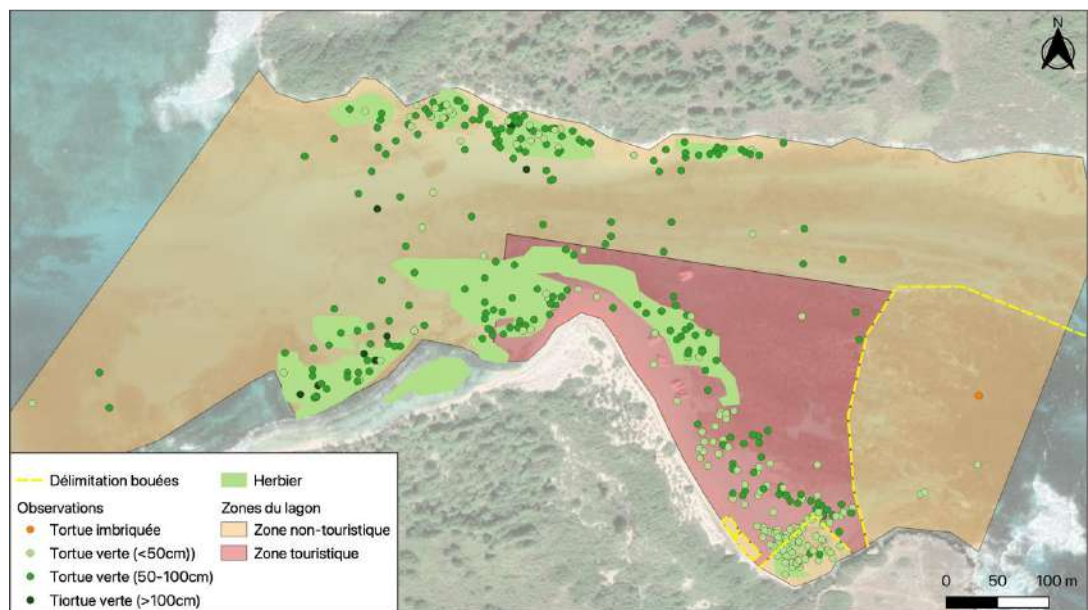 N
Délimitation bouées
Observations
Tortue imbriquée
Tortue verte (<50cm))
Tortue verte (50-100cm)
Tiortue verte (>100cm)
Herbier
Zones du lagon
Zone non-touristique
Zone touristique
0 50 100 m